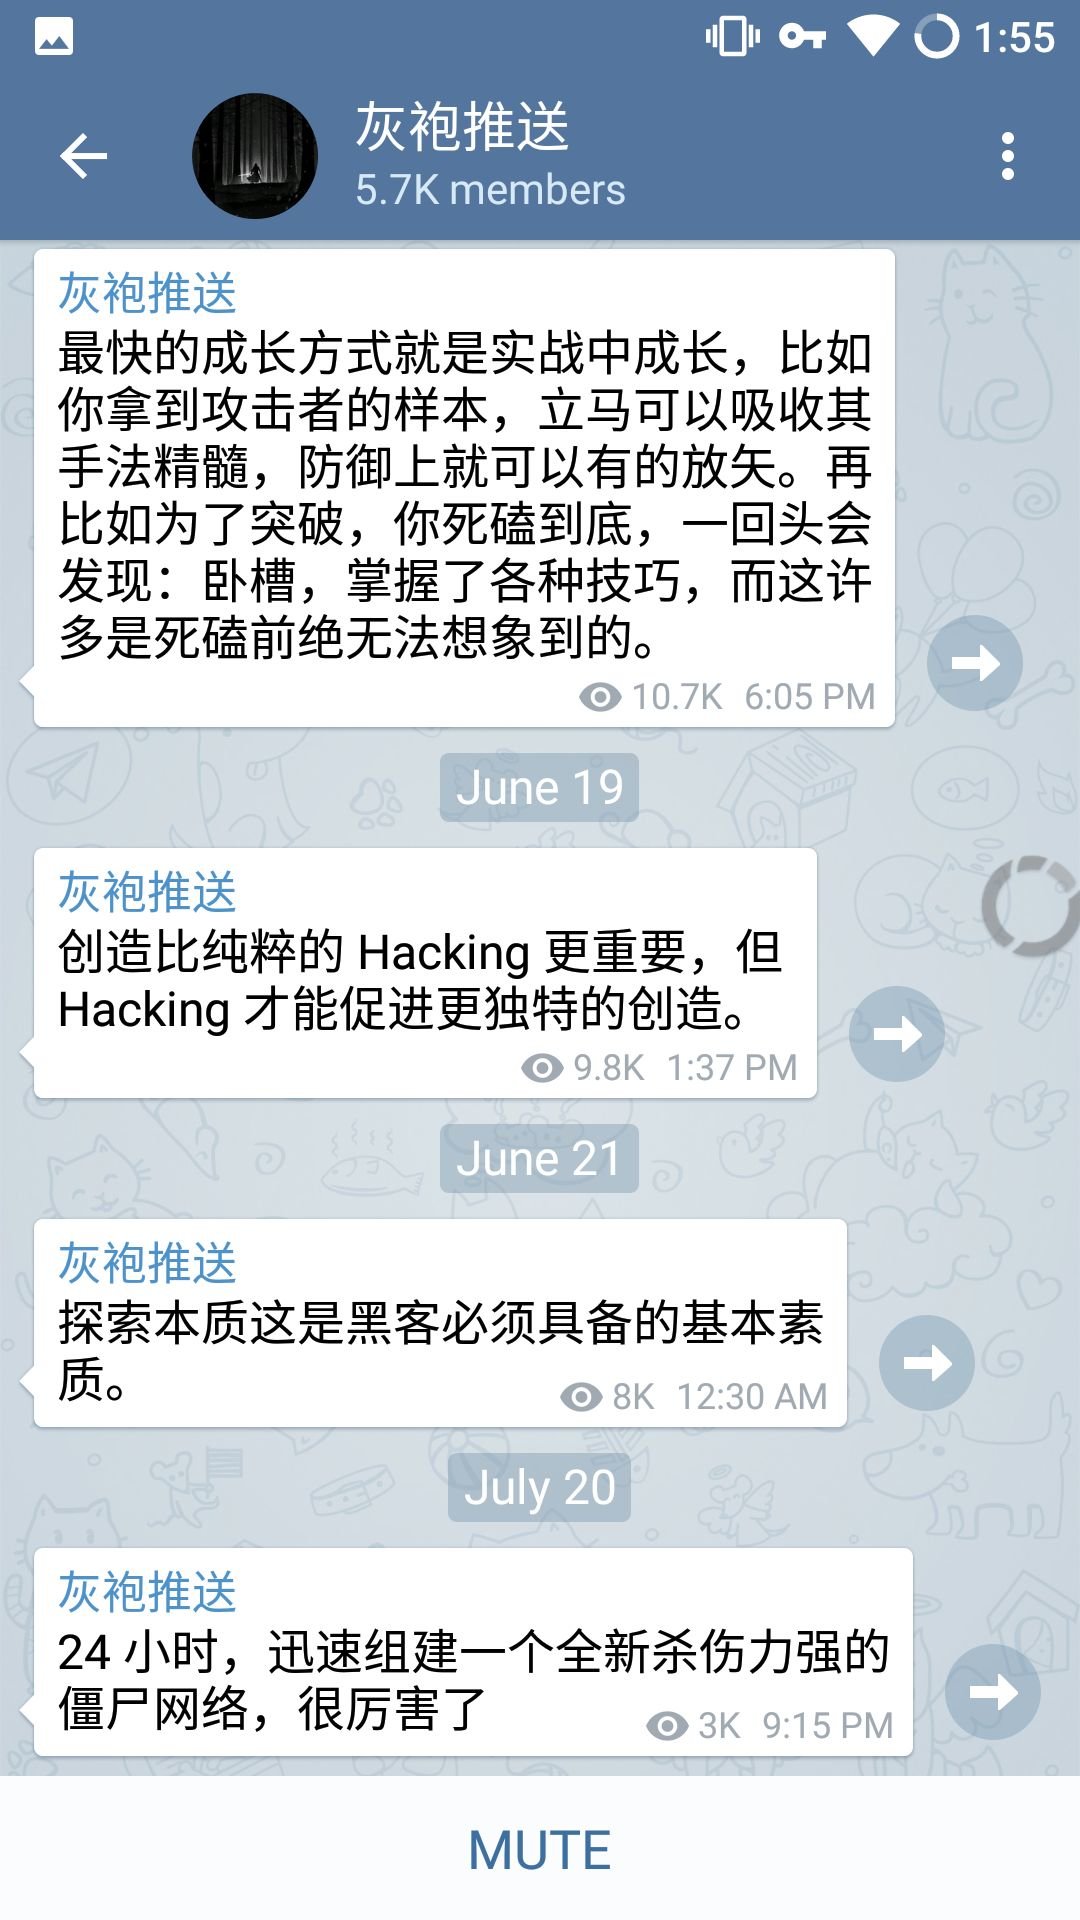 1:55
灰袍推送
5.7K members
灰袍推送
最快的成长方式就是实战中成长，比如
你拿到攻击者的样本，立马可以吸收其
手法精髓，防御上就可以有的放矢。再
比如为了突破，你死磕到底，一回头会
发现：卧槽，掌握了各种技巧，而这许
多是死磕前绝无法想象到的。
10.7K 6:05 PM
June 19
灰袍推送
创造比纯粹的 Hacking 更重要，但
Hacking 才能促进更独特的创造。
9.8K 1:37 PM
June 21
灰袍推送
探索本质这是黑客必须具备的基本素
质。
8K 12:30 AM
July 20
灰袍推送
24 小时，迅速组建一个全新杀伤力强的
僵尸网络，很厉害了
3K 9:15 PM
MUTE